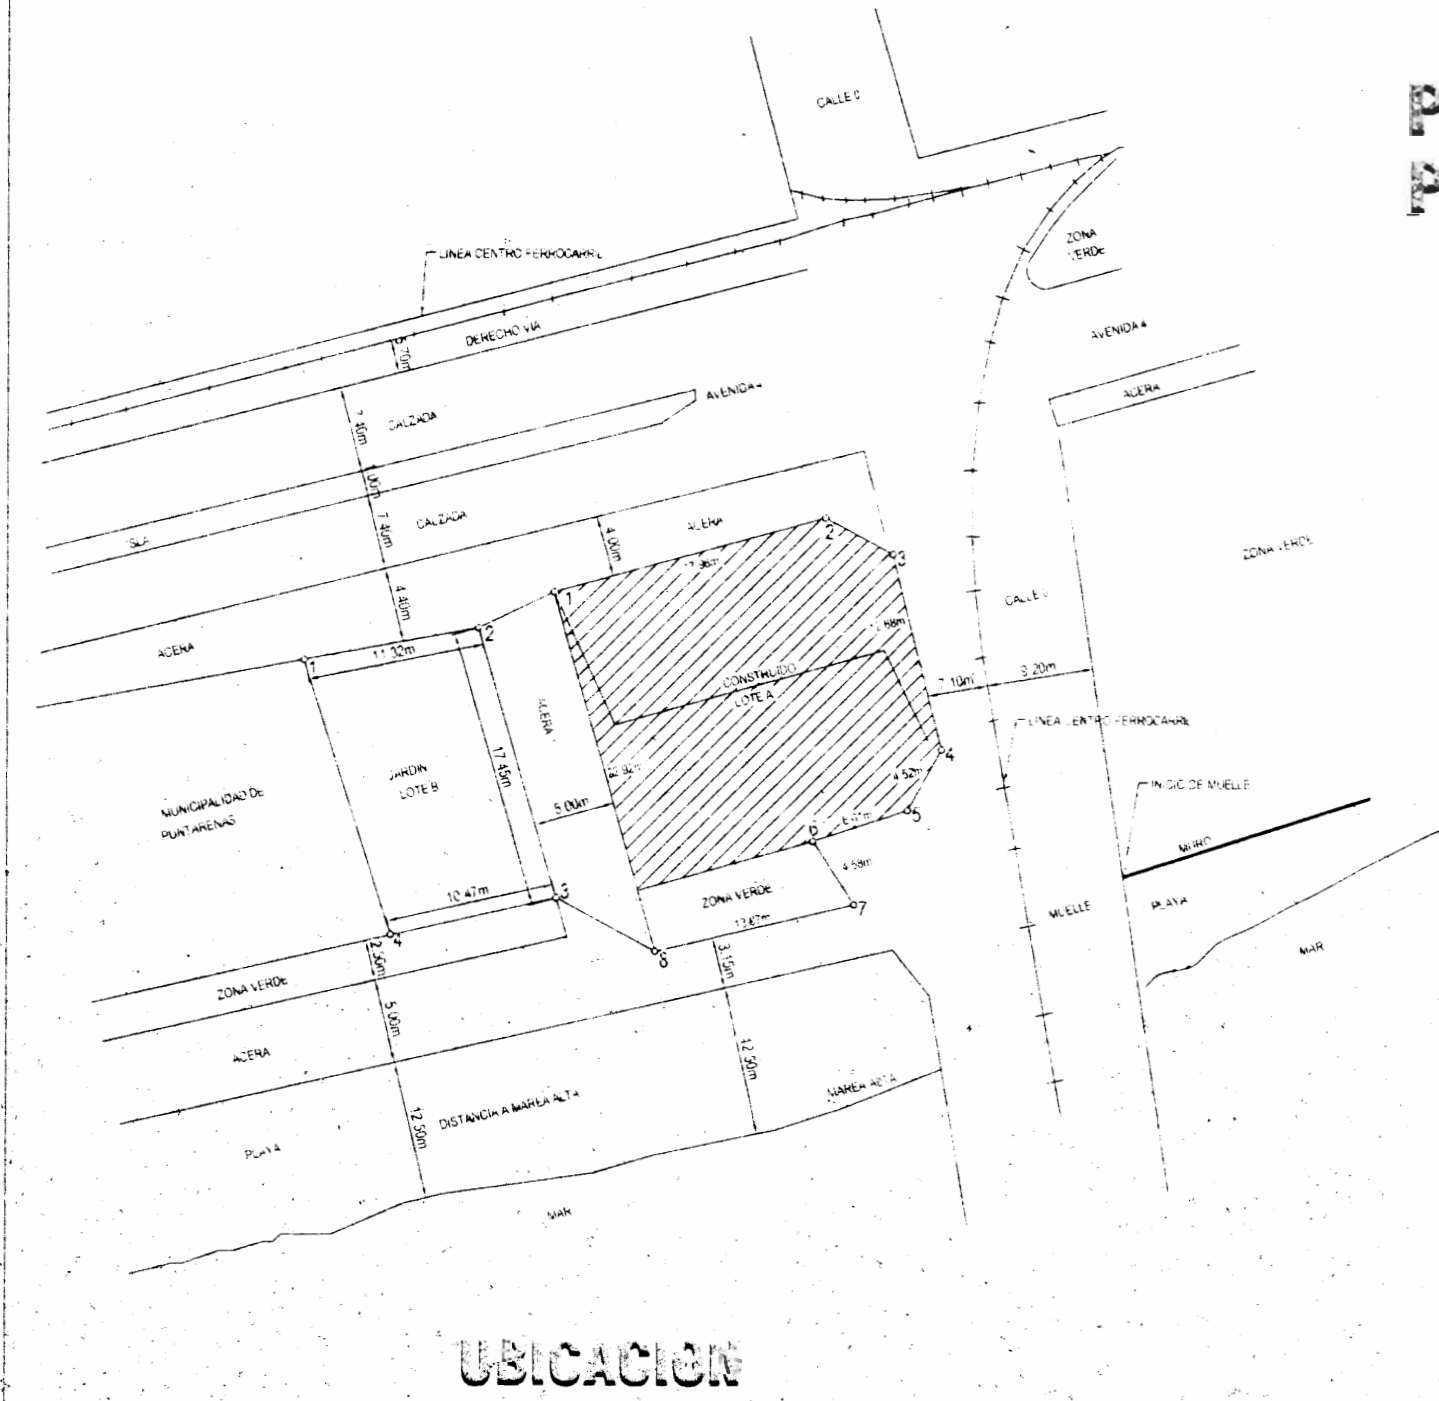 CALLE 0
P
P
LINEA CENTRO FERROCARRIL
ZONA
VERDE
DERECHO VIA
5.70m
AVENIDA 4
ACERA
AVENIDA 4
7.40m
CALZADA
7.40m
CALZADA
ISLA
ACERA
4.00m
2
3
ZONA VERDE
1
4.40m
ACERA
2
1
11.32m
CALLE 0
CONSTRUIDO
LOTE A
7.10m
ACERA
LINEA CENTRO FERROCARRIL
4
17.45m
JARDIN
LOTE B
4.52m
INICIO DE MUELLE
MUNICIPALIDAD DE
PUNTARENAS
5.00m
5
6
MURO
4.58m
10.47m
3
ZONA VERDE
7
13.67m
MUELLE
PLAYA
4
2.50m
8
3.15m
MAR
ZONA VERDE
5.00m
ACERA
12.50m
MAREA ALTA
DISTANCIA A MAREA ALTA
12.50m
PLAYA
MAR
UBICACION